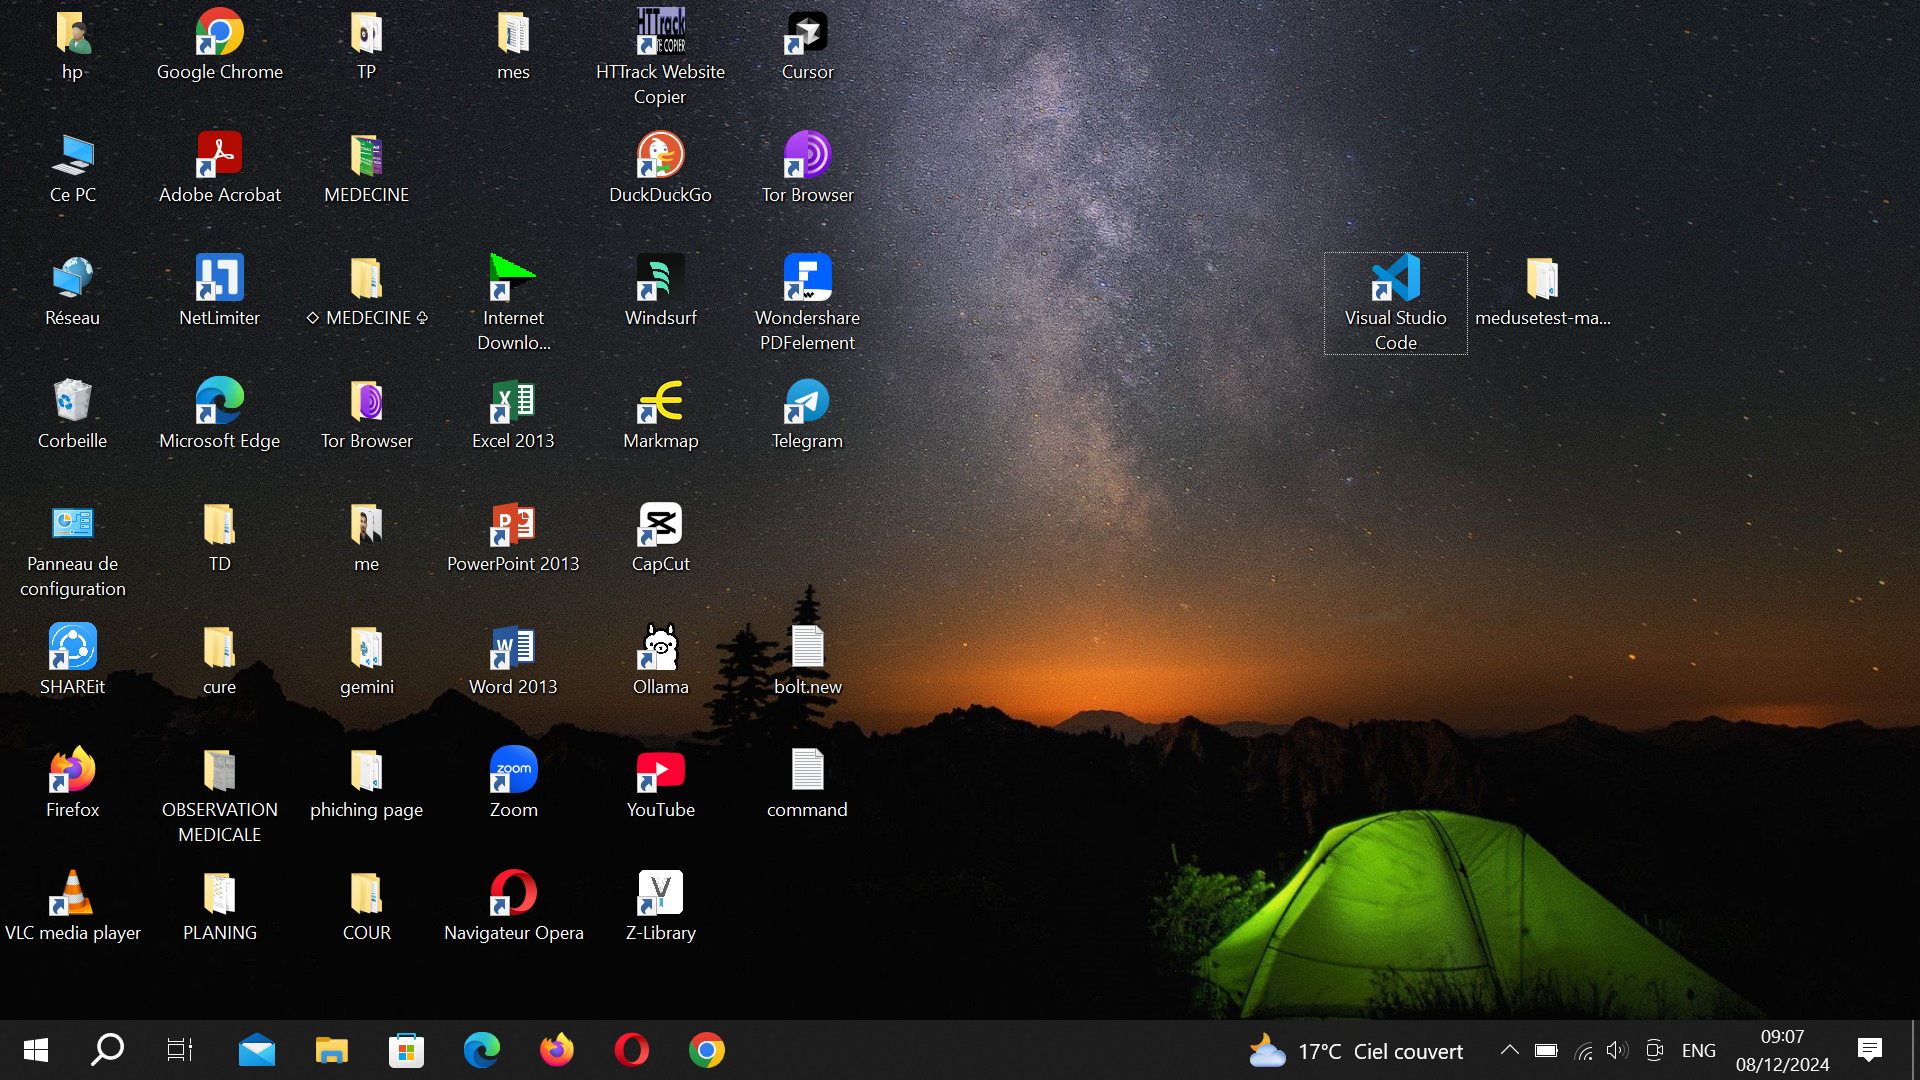 hp
Google Chrome
TP
mes
HTTrack Website
Copier
Cursor
Ce PC
Adobe Acrobat
MEDECINE
DuckDuckGo
Tor Browser
Réseau
NetLimiter
◇ MEDECINE ♧
Internet
Downlo...
Windsurf
Wondershare
PDFelement
Visual Studio
Code
medusetest-ma...
Corbeille
Microsoft Edge
Tor Browser
Excel 2013
Markmap
Telegram
Panneau de
configuration
TD
me
PowerPoint 2013
CapCut
SHAREit
cure
gemini
Word 2013
Ollama
bolt.new
Firefox
OBSERVATION
MEDICALE
phiching page
zoom
Zoom
YouTube
command
VLC media player
PLANING
COUR
Navigateur Opera
Z-Library
17°C Ciel couvert
ENG
09:07
08/12/2024